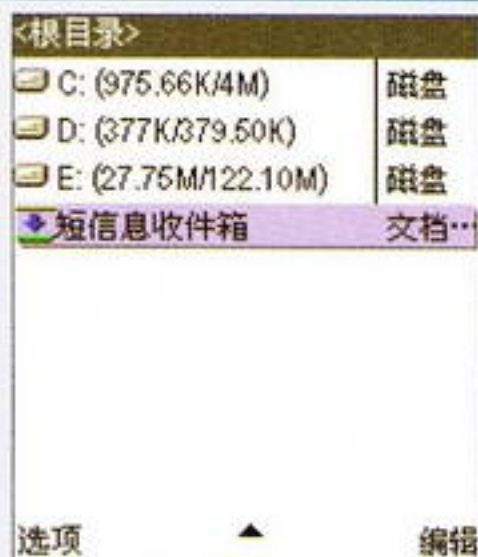 <根目录>
C: (975.66K/4M) 磁盘
D: (377K/379.50K) 磁盘
E: (27.75M/122.10M) 磁盘
短信息收件箱 文档…
选项 编辑